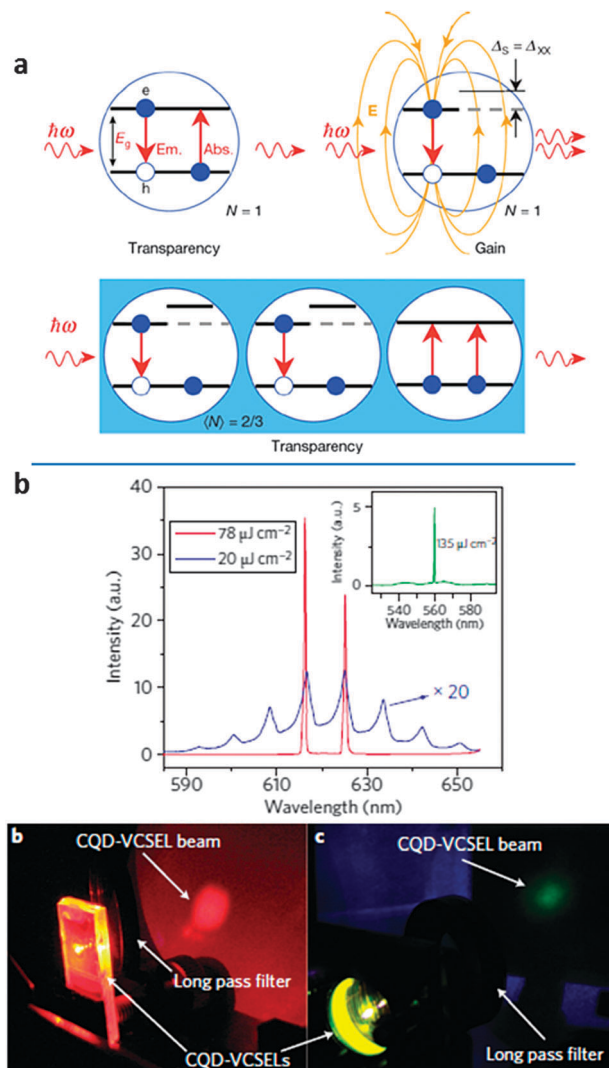 a
Δ_S = Δ_XX
e
E
ħω
E_g
Em.
Abs.
ħω
h
N = 1
N = 1
Transparency
Gain
ħω
⟨N⟩ = 2/3
Transparency
b
40
30
20
10
0
Intensity (a.u.)
78 μJ cm⁻²
20 μJ cm⁻²
5
0
Intensity (a.u.)
135 μJ cm⁻²
540 560 580
Wavelength (nm)
× 20
590 610 630 650
Wavelength (nm)
b
CQD-VCSEL beam
Long pass filter
CQD-VCSELs
c
CQD-VCSEL beam
Long pass filter